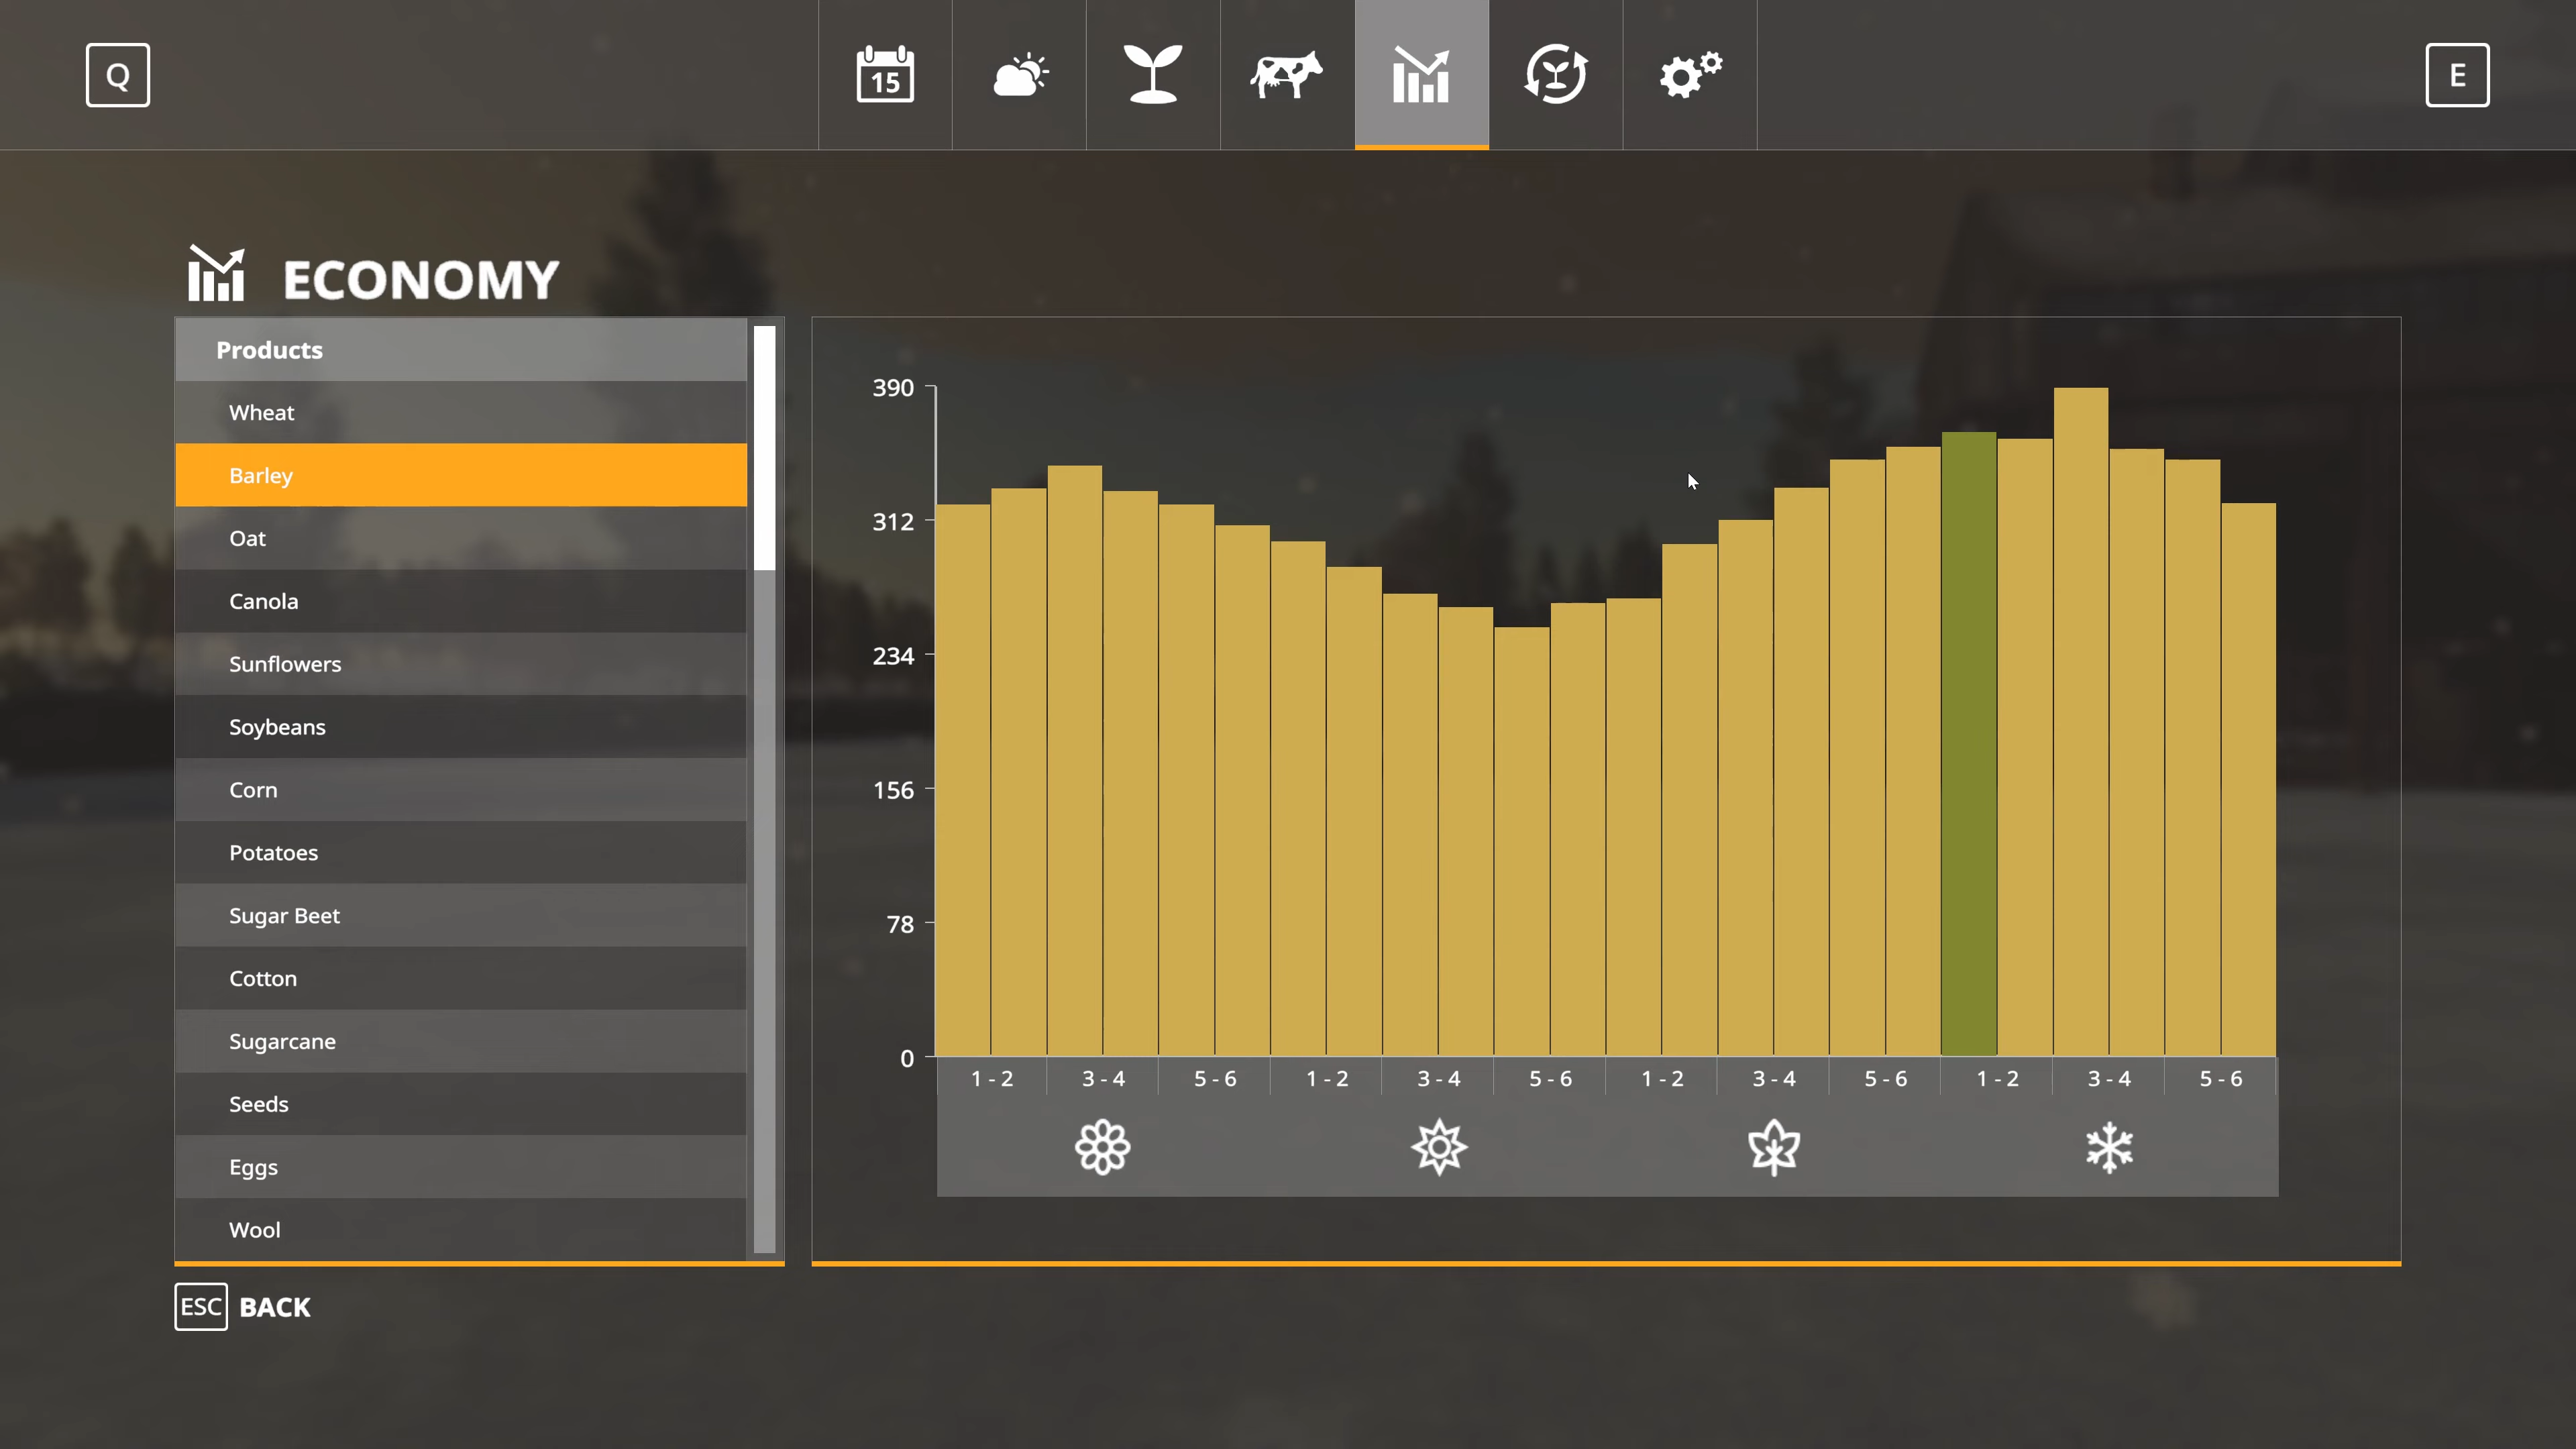 Q
15
E
ECONOMY
Products
Wheat
Barley
Oat
Canola
Sunflowers
Soybeans
Corn
Potatoes
Sugar Beet
Cotton
Sugarcane
Seeds
Eggs
Wool
390
312
234
156
78
0
1 - 2 3 - 4 5 - 6 1 - 2 3 - 4 5 - 6 1 - 2 3 - 4 5 - 6 1 - 2 3 - 4 5 - 6
ESC BACK